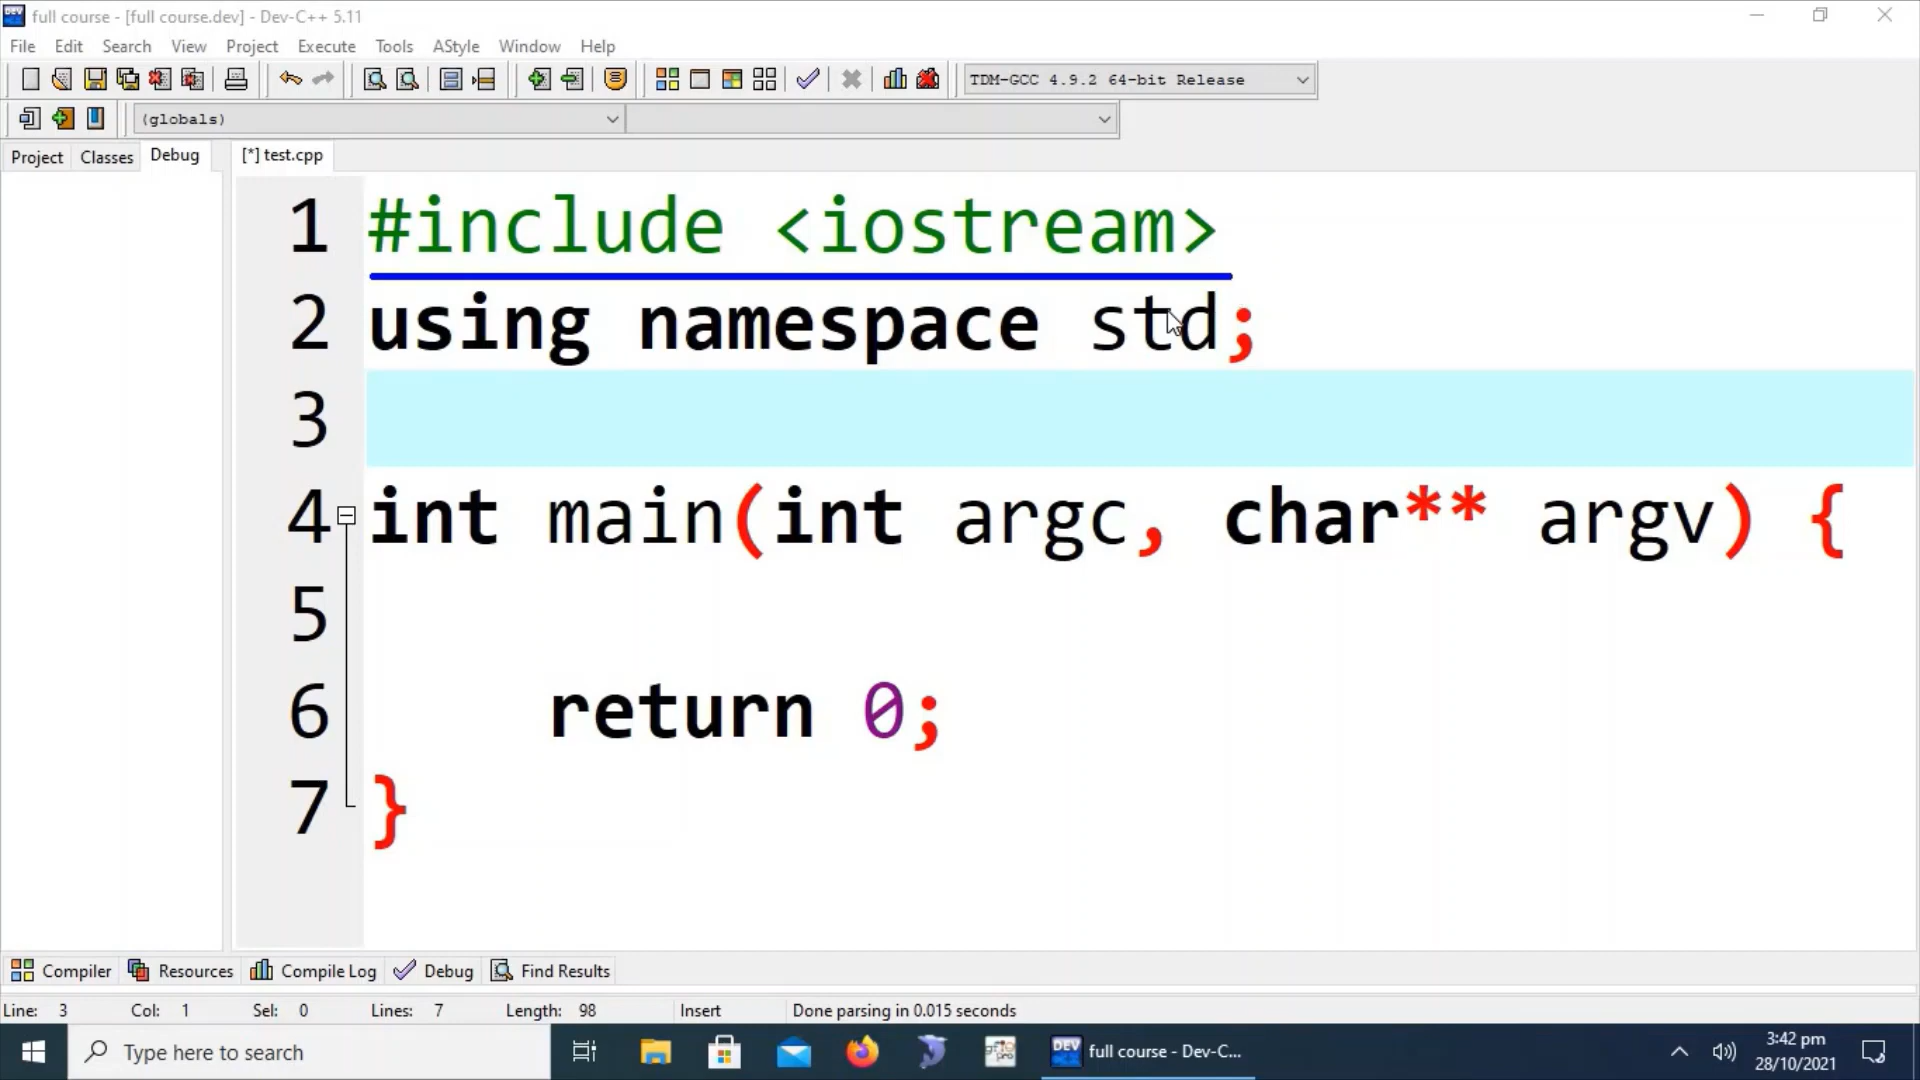 full course - [full course.dev] - Dev-C++ 5.11
File Edit Search View Project Execute Tools AStyle Window Help
TDM-GCC 4.9.2 64-bit Release
(globals)
Project Classes Debug [*] test.cpp
1 #include <iostream>
2 using namespace std;
3
4 int main(int argc, char** argv) {
5
6 return 0;
7 }
Compiler Resources Compile Log Debug Find Results
Line: 3 Col: 1 Sel: 0 Lines: 7 Length: 98 Insert Done parsing in 0.015 seconds
Type here to search
DEV full course - Dev-C...
3:42 pm
28/10/2021